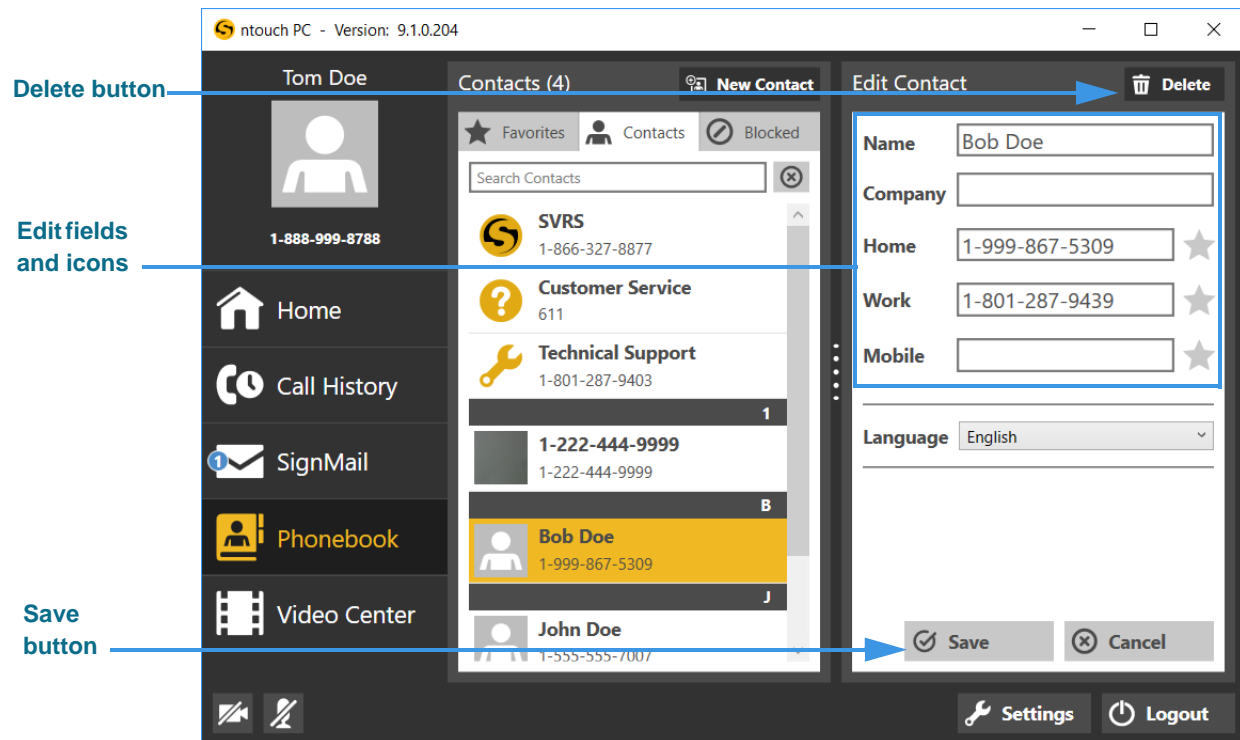 ntouch PC - Version: 9.1.0.204
Delete button
Edit fields
and icons
Save
button
Tom Doe
1-888-999-8788
Home
Call History
1
SignMail
Phonebook
Video Center
Contacts (4)
New Contact
Favorites
Contacts
Blocked
Search Contacts
SVRS
1-866-327-8877
Customer Service
611
Technical Support
1-801-287-9403
1
1-222-444-9999
1-222-444-9999
B
Bob Doe
1-999-867-5309
J
John Doe
1-555-555-7007
Edit Contact
Delete
Name
Bob Doe
Company
Home
1-999-867-5309
Work
1-801-287-9439
Mobile
Language
English
Save
Cancel
Settings
Logout